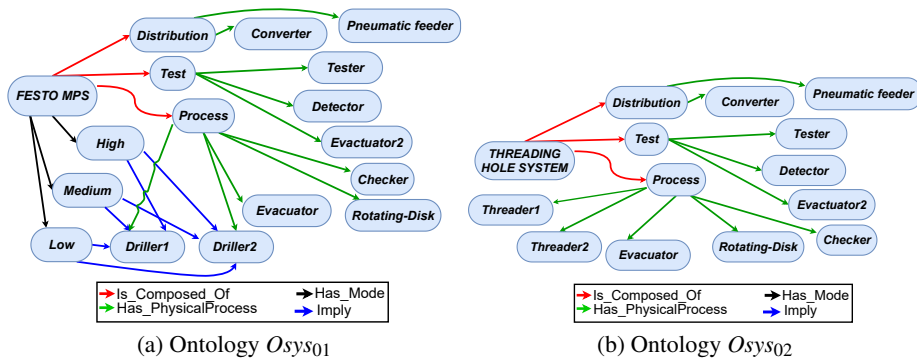 Distribution
Converter
Pneumatic feeder
Test
Tester
FESTO MPS
Detector
Process
High
Evactuator2
Checker
Medium
Evacuator
Rotating-Disk
Low
Driller1
Driller2
Is_Composed_Of
Has_Mode
Has_PhysicalProcess
Imply
(a) Ontology Osys01
Distribution
Converter
Pneumatic feeder
Test
Tester
THREADING
HOLE SYSTEM
Detector
Process
Threader1
Evactuator2
Threader2
Evacuator
Rotating-Disk
Checker
Is_Composed_Of
Has_Mode
Has_PhysicalProcess
Imply
(b) Ontology Osys02